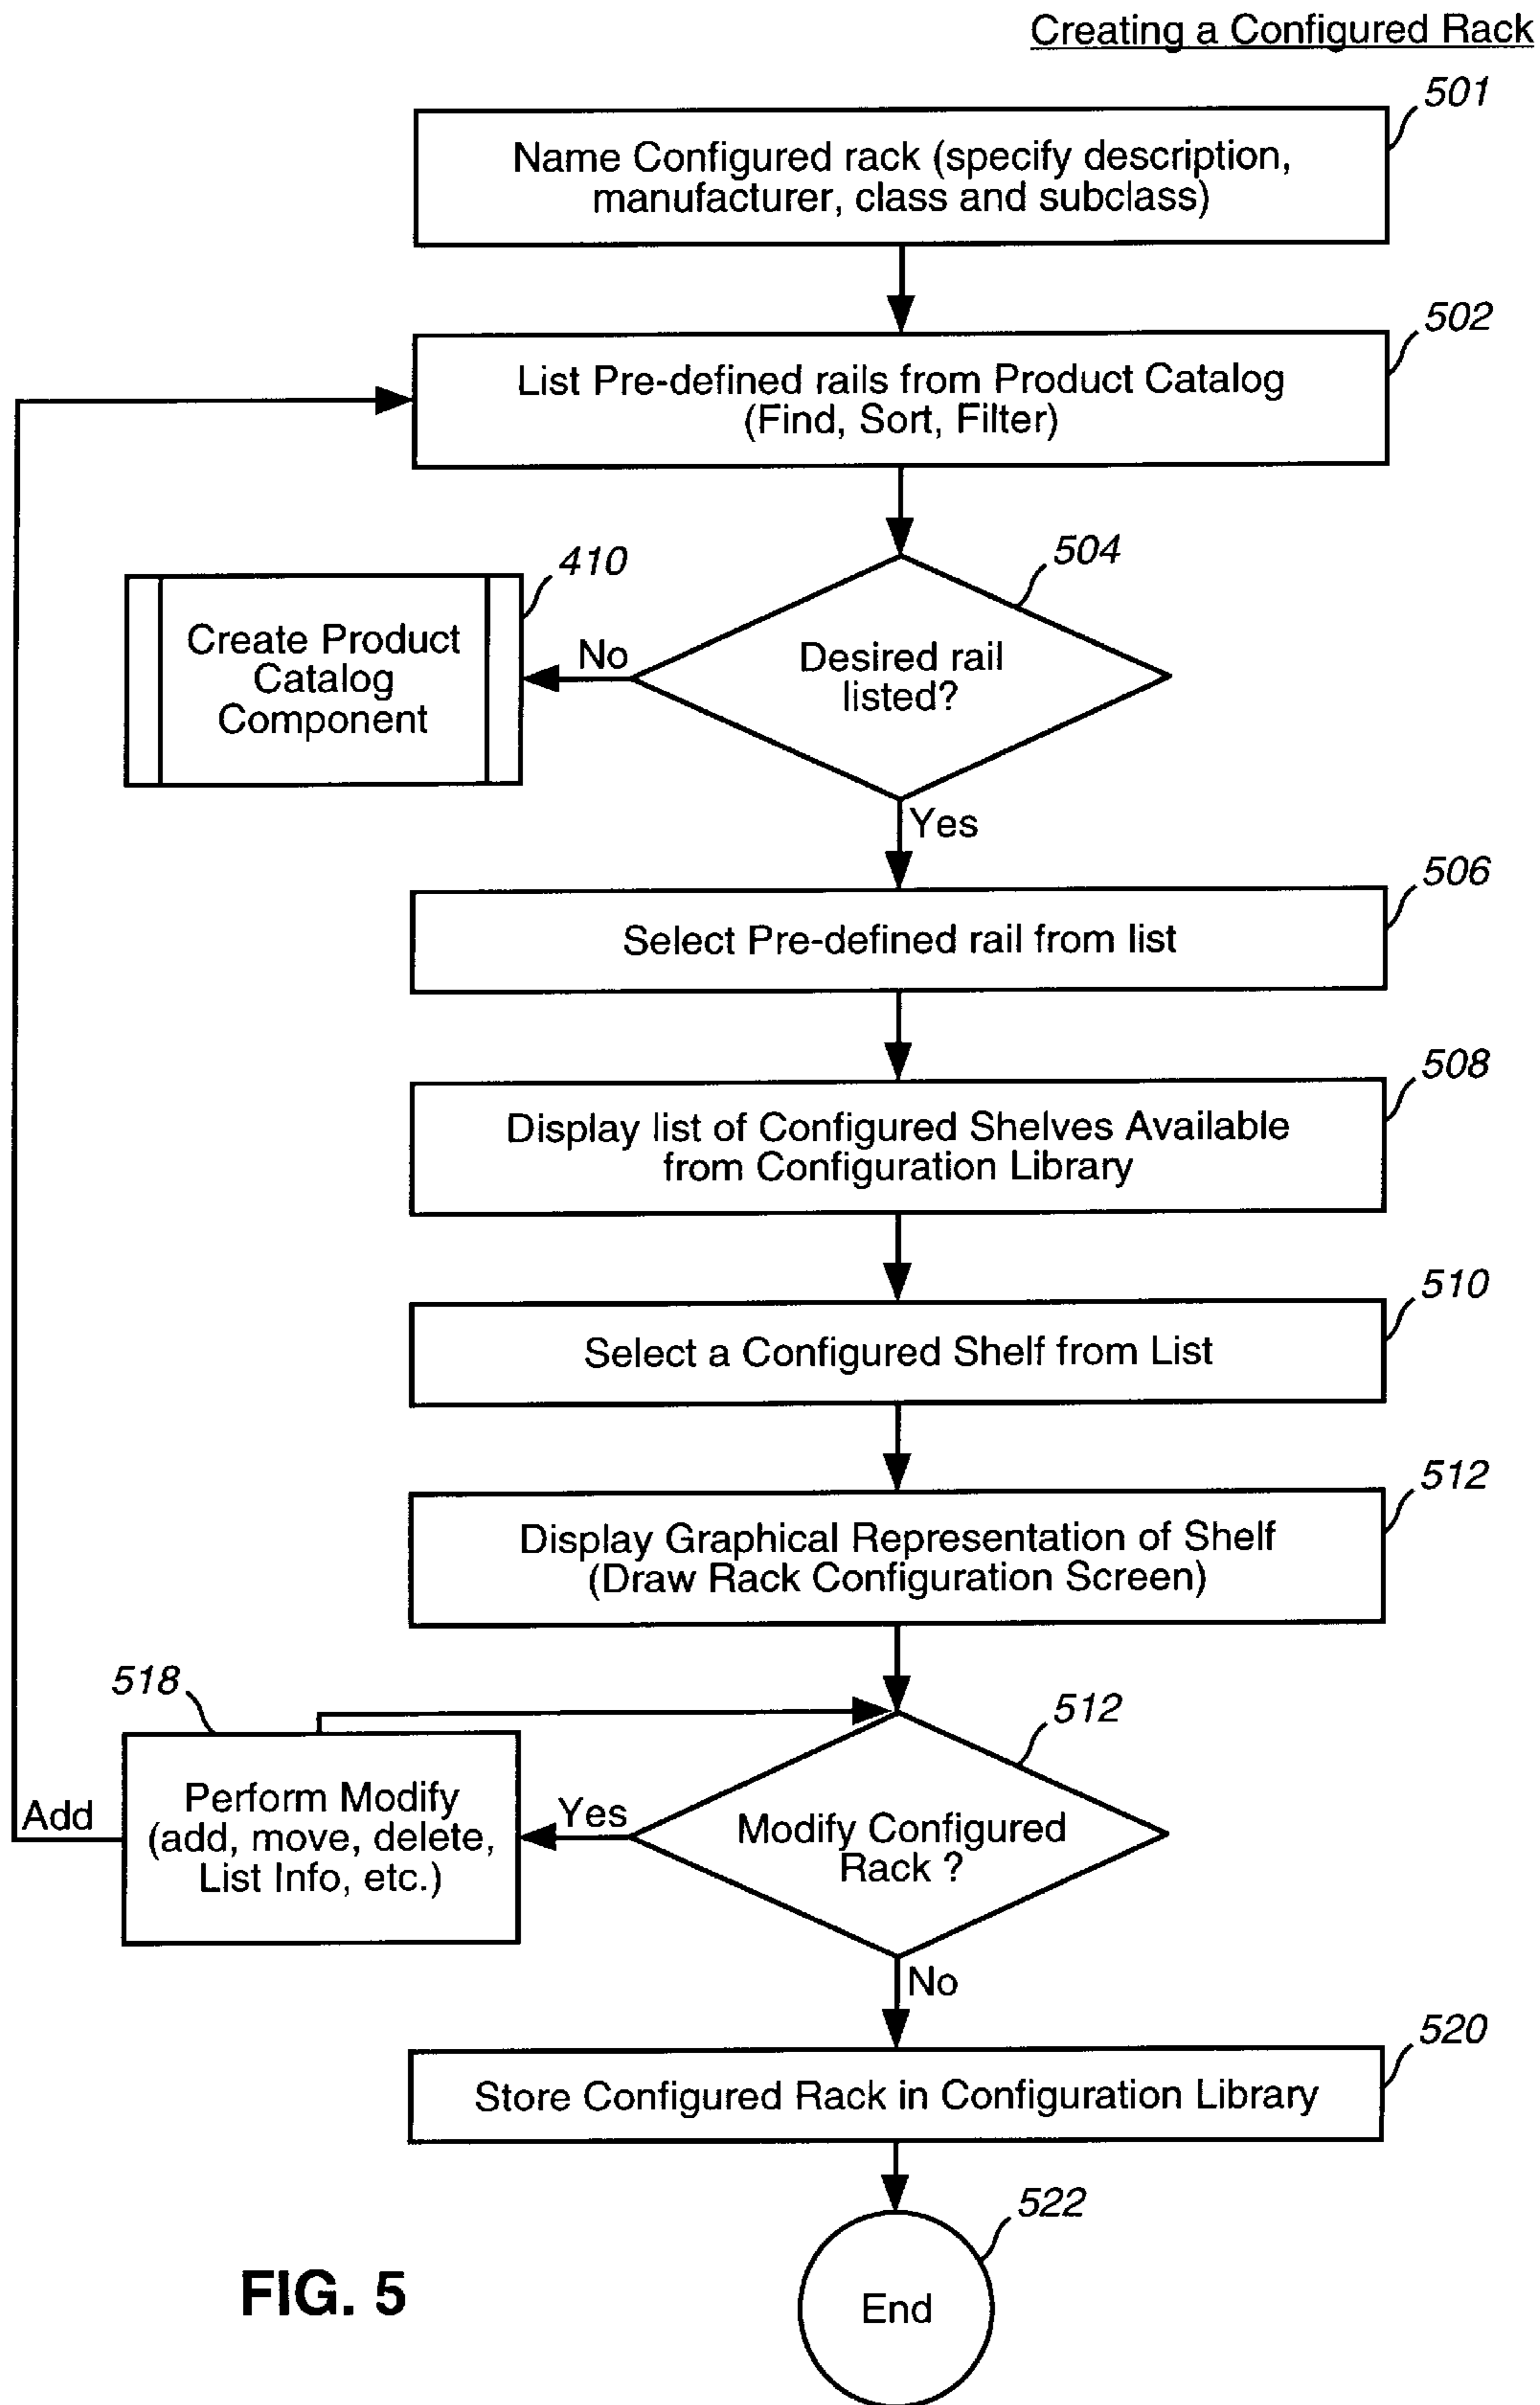 Creating a Configured Rack
501
Name Configured rack (specify description,
manufacturer, class and subclass)
502
List Pre-defined rails from Product Catalog
(Find, Sort, Filter)
504
Desired rail
listed?
No
410
Create Product
Catalog
Component
Yes
506
Select Pre-defined rail from list
508
Display list of Configured Shelves Available
from Configuration Library
510
Select a Configured Shelf from List
512
Display Graphical Representation of Shelf
(Draw Rack Configuration Screen)
512
Modify Configured
Rack ?
Yes
518
Perform Modify
(add, move, delete,
List Info, etc.)
Add
No
520
Store Configured Rack in Configuration Library
522
End
FIG. 5